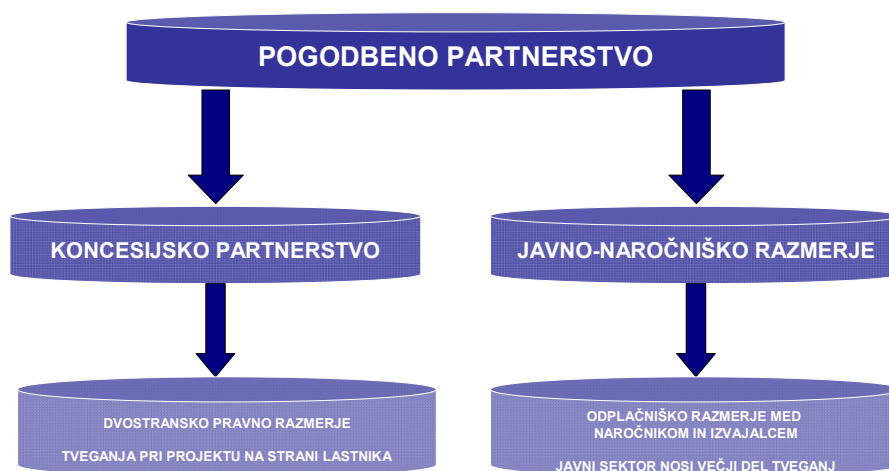 POGODBENO PARTNERSTVO
KONCESIJSKO PARTNERSTVO
JAVNO-NAROČNIŠKO RAZMERJE
DVOSTRANSKO PRAVNO RAZMERJE
TVEGANJA PRI PROJEKTU NA STRANI LASTNIKA
ODPLAČNIŠKO RAZMERJE MED
NAROČNIKOM IN IZVAJALCEM
JAVNI SEKTOR NOSI VEČJI DEL TVEGANJ